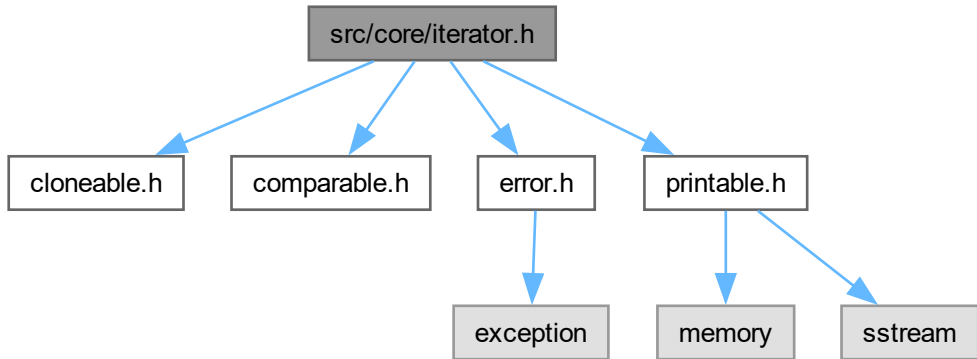 src/core/iterator.h
cloneable.h
comparable.h
error.h
printable.h
exception
memory
sstream